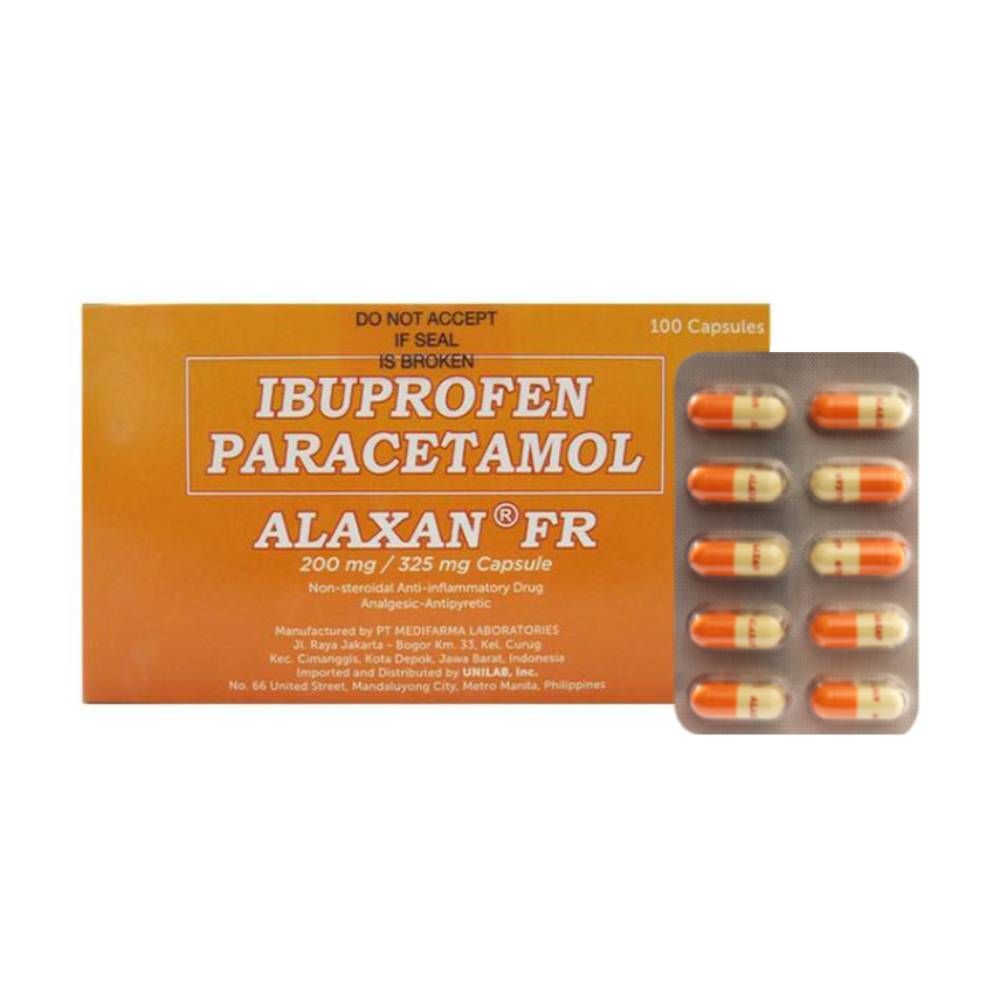 DO NOT ACCEPT
IF SEAL
IS BROKEN
100 Capsules
IBUPROFEN
PARACETAMOL
ALAXAN® FR
200 mg / 325 mg Capsule
Non-steroidal Anti-inflammatory Drug
Analgesic-Antipyretic
Manufactured by PT MEDIFARMA LABORATORIES
Jl. Raya Jakarta - Bogor Km. 33, Kel. Curug
Kec. Cimanggis, Kota Depok, Jawa Barat, Indonesia
Imported and Distributed by UNILAB, Inc.
No. 66 United Street, Mandaluyong City, Metro Manila, Philippines